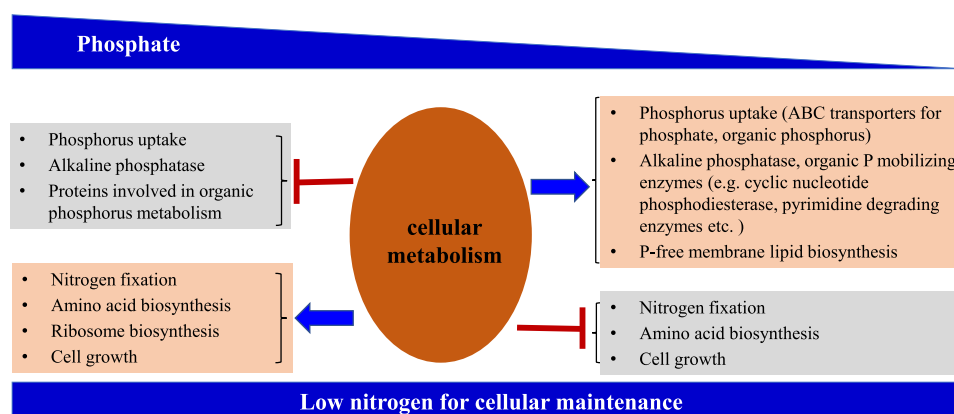 Phosphate
• Phosphorus uptake
• Alkaline phosphatase
• Proteins involved in organic
phosphorus metabolism
• Nitrogen fixation
• Amino acid biosynthesis
• Ribosome biosynthesis
• Cell growth
cellular
metabolism
• Phosphorus uptake (ABC transporters for
phosphate, organic phosphorus)
• Alkaline phosphatase, organic P mobilizing
enzymes (e.g. cyclic nucleotide
phosphodiesterase, pyrimidine degrading
enzymes etc. )
• P-free membrane lipid biosynthesis
• Nitrogen fixation
• Amino acid biosynthesis
• Cell growth
Low nitrogen for cellular maintenance